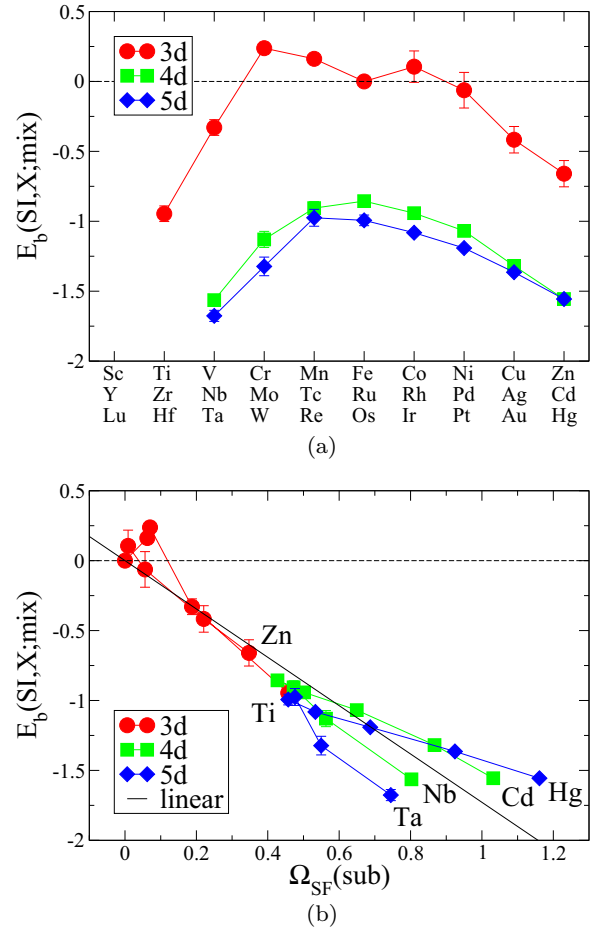 0.5
0
-0.5
-1
-1.5
-2
E_b(SI,X;mix)
3d
4d
5d
Sc Ti V Cr Mn Fe Co Ni Cu Zn
Y Zr Nb Mo Tc Ru Rh Pd Ag Cd
Lu Hf Ta W Re Os Ir Pt Au Hg
(a)
0.5
0
-0.5
-1
-1.5
-2
E_b(SI,X;mix)
Zn
Ti
3d
4d
5d
linear
Nb
Cd
Hg
Ta
0 0.2 0.4 0.6 0.8 1 1.2
Ω_SF(sub)
(b)